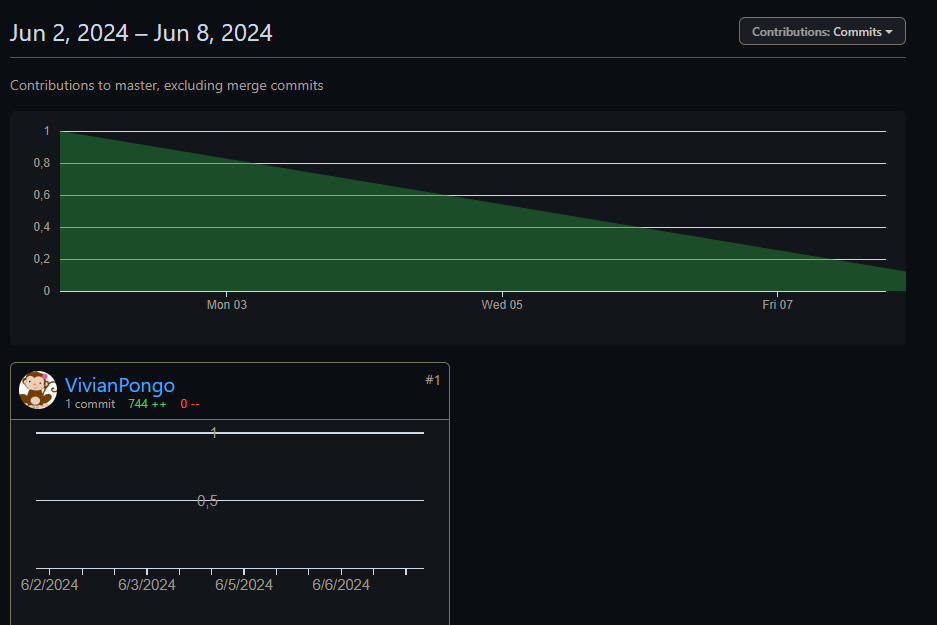 Jun 2, 2024 – Jun 8, 2024
Contributions: Commits
Contributions to master, excluding merge commits
1
0,8
0,6
0,4
0,2
0
Mon 03 Wed 05 Fri 07
VivianPongo #1
1 commit 744 ++ 0 --
1
0,5
6/2/2024 6/3/2024 6/5/2024 6/6/2024